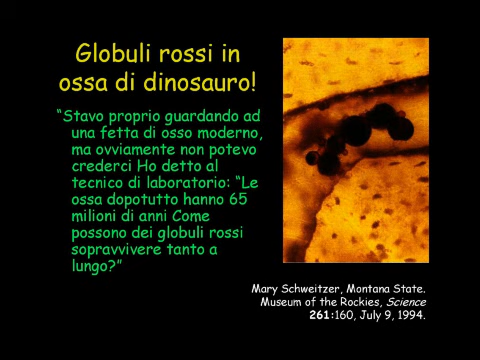 Globuli rossi in
ossa di dinosauro!
“Stavo proprio guardando ad
una fetta di osso moderno,
ma ovviamente non potevo
crederci Ho detto al
tecnico di laboratorio: “Le
ossa dopotutto hanno 65
milioni di anni Come
possono dei globuli rossi
sopravvivere tanto a
lungo?”
Mary Schweitzer, Montana State.
Museum of the Rockies, Science
261:160, July 9, 1994.